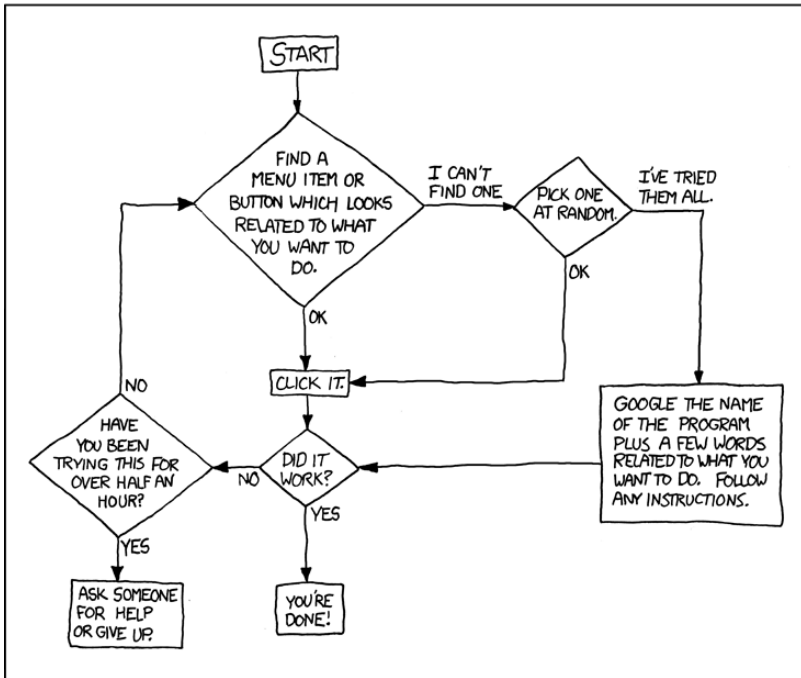 START
FIND A
MENU ITEM OR
BUTTON WHICH LOOKS
RELATED TO WHAT
YOU WANT TO
DO.
I CAN'T
FIND ONE
PICK ONE
AT RANDOM.
I'VE TRIED
THEM ALL.
OK
OK
CLICK IT.
NO
HAVE
YOU BEEN
TRYING THIS FOR
OVER HALF AN
HOUR?
NO
DID IT
WORK?
GOOGLE THE NAME
OF THE PROGRAM
PLUS A FEW WORDS
RELATED TO WHAT YOU
WANT TO DO. FOLLOW
ANY INSTRUCTIONS.
YES
YES
ASK SOMEONE
FOR HELP
OR GIVE UP.
YOU'RE
DONE!